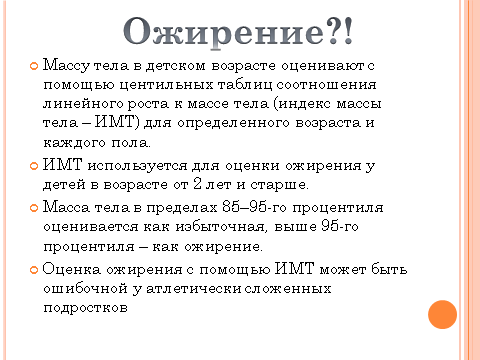 Ожирение?!
Массу тела в детском возрасте оценивают с
помощью центильных таблиц соотношения
линейного роста к массе тела (индекс массы
тела – ИМТ) для определенного возраста и
каждого пола.
ИМТ используется для оценки ожирения у
детей в возрасте от 2 лет и старше.
Масса тела в пределах 85–95-го процентиля
оценивается как избыточная, выше 95-го
процентиля – как ожирение.
Оценка ожирения с помощью ИМТ может быть
ошибочной у атлетически сложенных
подростков